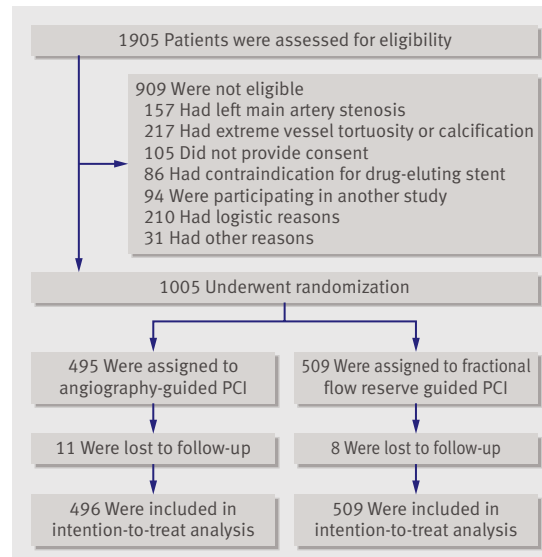 1905 Patients were assessed for eligibility
909 Were not eligible
157 Had left main artery stenosis
217 Had extreme vessel tortuosity or calcification
105 Did not provide consent
86 Had contraindication for drug-eluting stent
94 Were participating in another study
210 Had logistic reasons
31 Had other reasons
1005 Underwent randomization
495 Were assigned to
angiography-guided PCI
509 Were assigned to fractional
flow reserve guided PCI
11 Were lost to follow-up
8 Were lost to follow-up
496 Were included in
intention-to-treat analysis
509 Were included in
intention-to-treat analysis